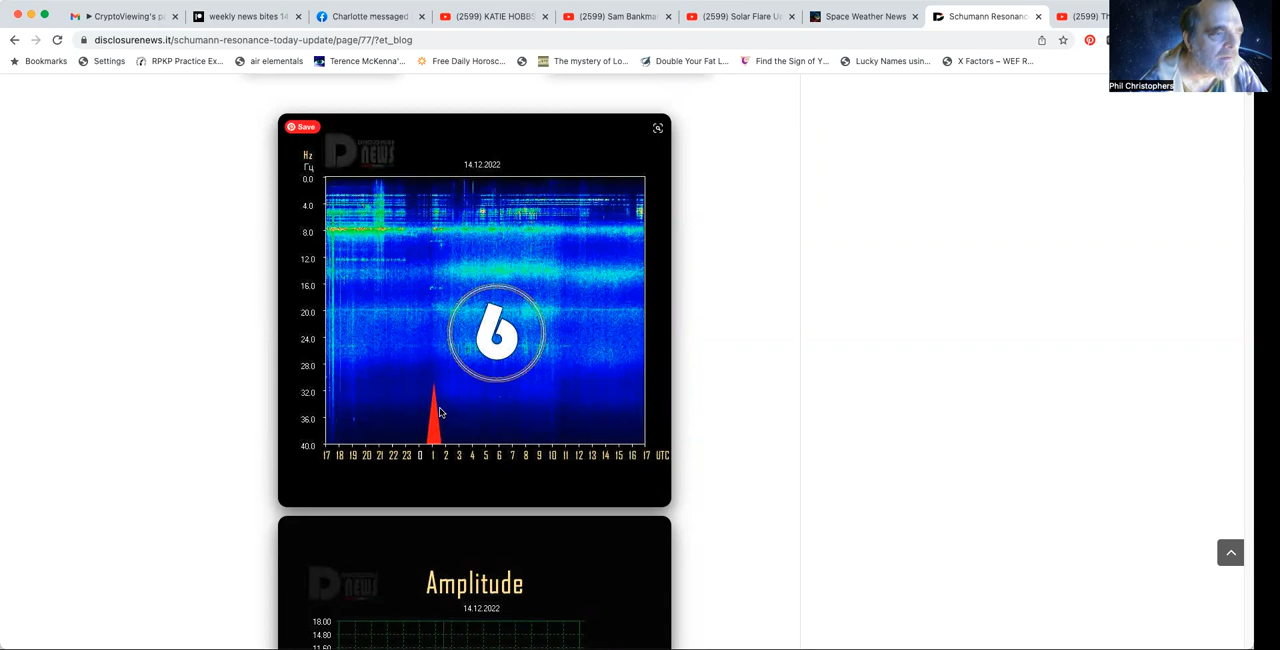 ▶ CryptoViewing's p
weekly news bites 14
Charlotte messaged
(2599) KATIE HOBBS
(2599) Sam Bankma
(2599) Solar Flare U
Space Weather News
Schumann Resonanc
(2599) Th
disclosurenews.it/schumann-resonance-today-update/page/77/?et_blog
Bookmarks
Settings
RPKP Practice Ex...
air elementals
Terence McKenna'...
Free Daily Horosc...
The mystery of Lo...
Double Your Fat L...
Find the Sign of Y...
Lucky Names usin...
X Factors – WEF R...
Phil Christophers
Save
D NEWS
Hz
Гц
14.12.2022
0.0
4.0
8.0
12.0
16.0
20.0
24.0
28.0
32.0
36.0
40.0
6
17 18 19 20 21 22 23 0 1 2 3 4 5 6 7 8 9 10 11 12 13 14 15 16 17 UTC
Amplitude
14.12.2022
18.00
14.80
11.60